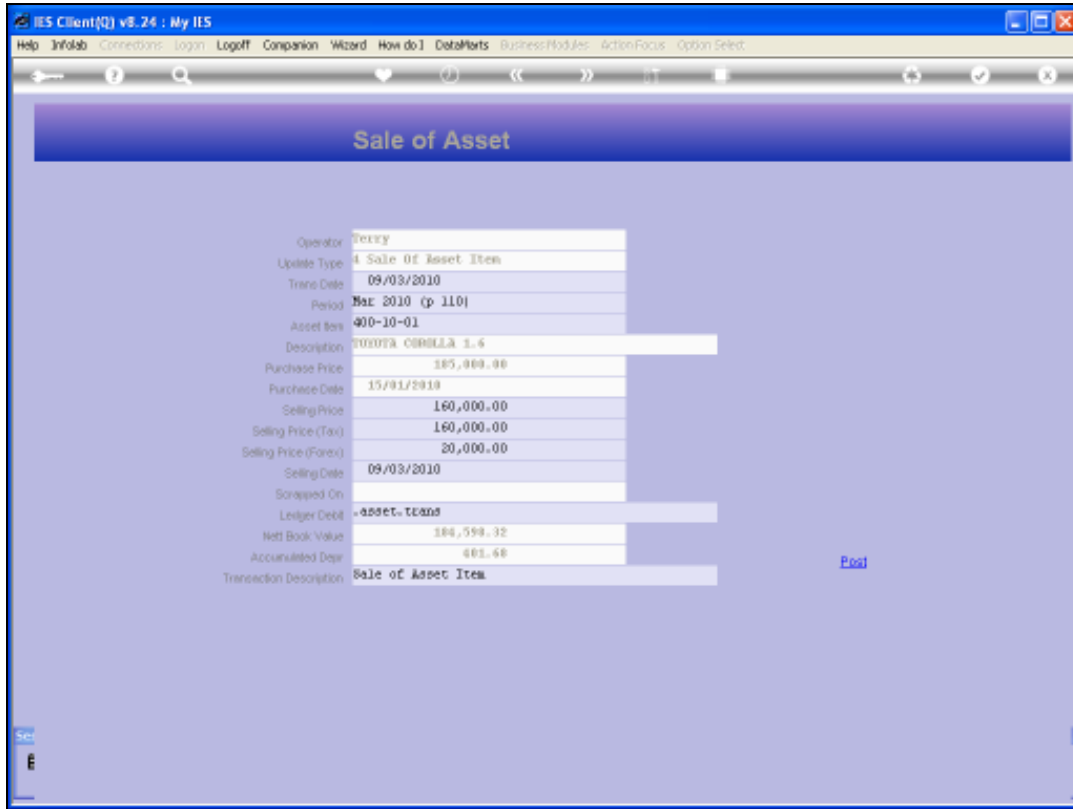 IES Client(Q) v8.24 : My IES
Help Infolab Connections Logon Logoff Companion Wizard How do I DataMarts Business Modules Action Focus Option Select
Sale of Asset
Operator Terry
Update Type 4 Sale Of Asset Item
Trans Date 09/03/2010
Period Mar 2010 (p 110)
Asset Item 400-10-01
Description TOYOTA COROLLA 1.6
Purchase Price 185,000.00
Purchase Date 15/01/2010
Selling Price 160,000.00
Selling Price (Tax) 160,000.00
Selling Price (Forex) 20,000.00
Selling Date 09/03/2010
Scrapped On
Ledger Debit .asset.trans
Nett Book Value 184,598.32
Accumulated Depr 401.68
Post
Transaction Description Sale of Asset Item